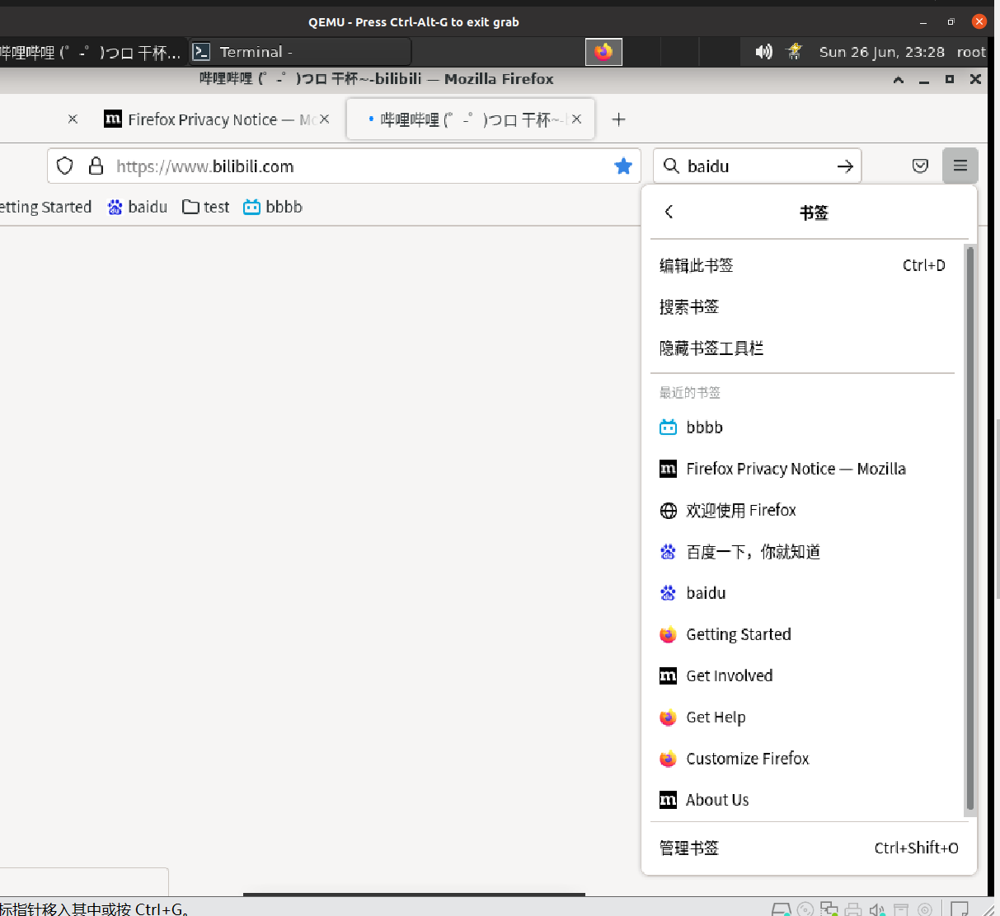 QEMU - Press Ctrl-Alt-G to exit grab
哔哩哔哩 (゜-゜)つロ 干杯... Terminal - Sun 26 Jun, 23:28 root
哔哩哔哩 (゜-゜)つロ 干杯~-bilibili — Mozilla Firefox
Firefox Privacy Notice — Mo 哔哩哔哩 (゜-゜)つロ 干杯~-
https://www.bilibili.com baidu
etting Started baidu test bbbb
书签
编辑此书签 Ctrl+D
搜索书签
隐藏书签工具栏
最近的书签
bbbb
Firefox Privacy Notice — Mozilla
欢迎使用 Firefox
百度一下，你就知道
baidu
Getting Started
Get Involved
Get Help
Customize Firefox
About Us
管理书签 Ctrl+Shift+O
标指针移入其中或按 Ctrl+G。